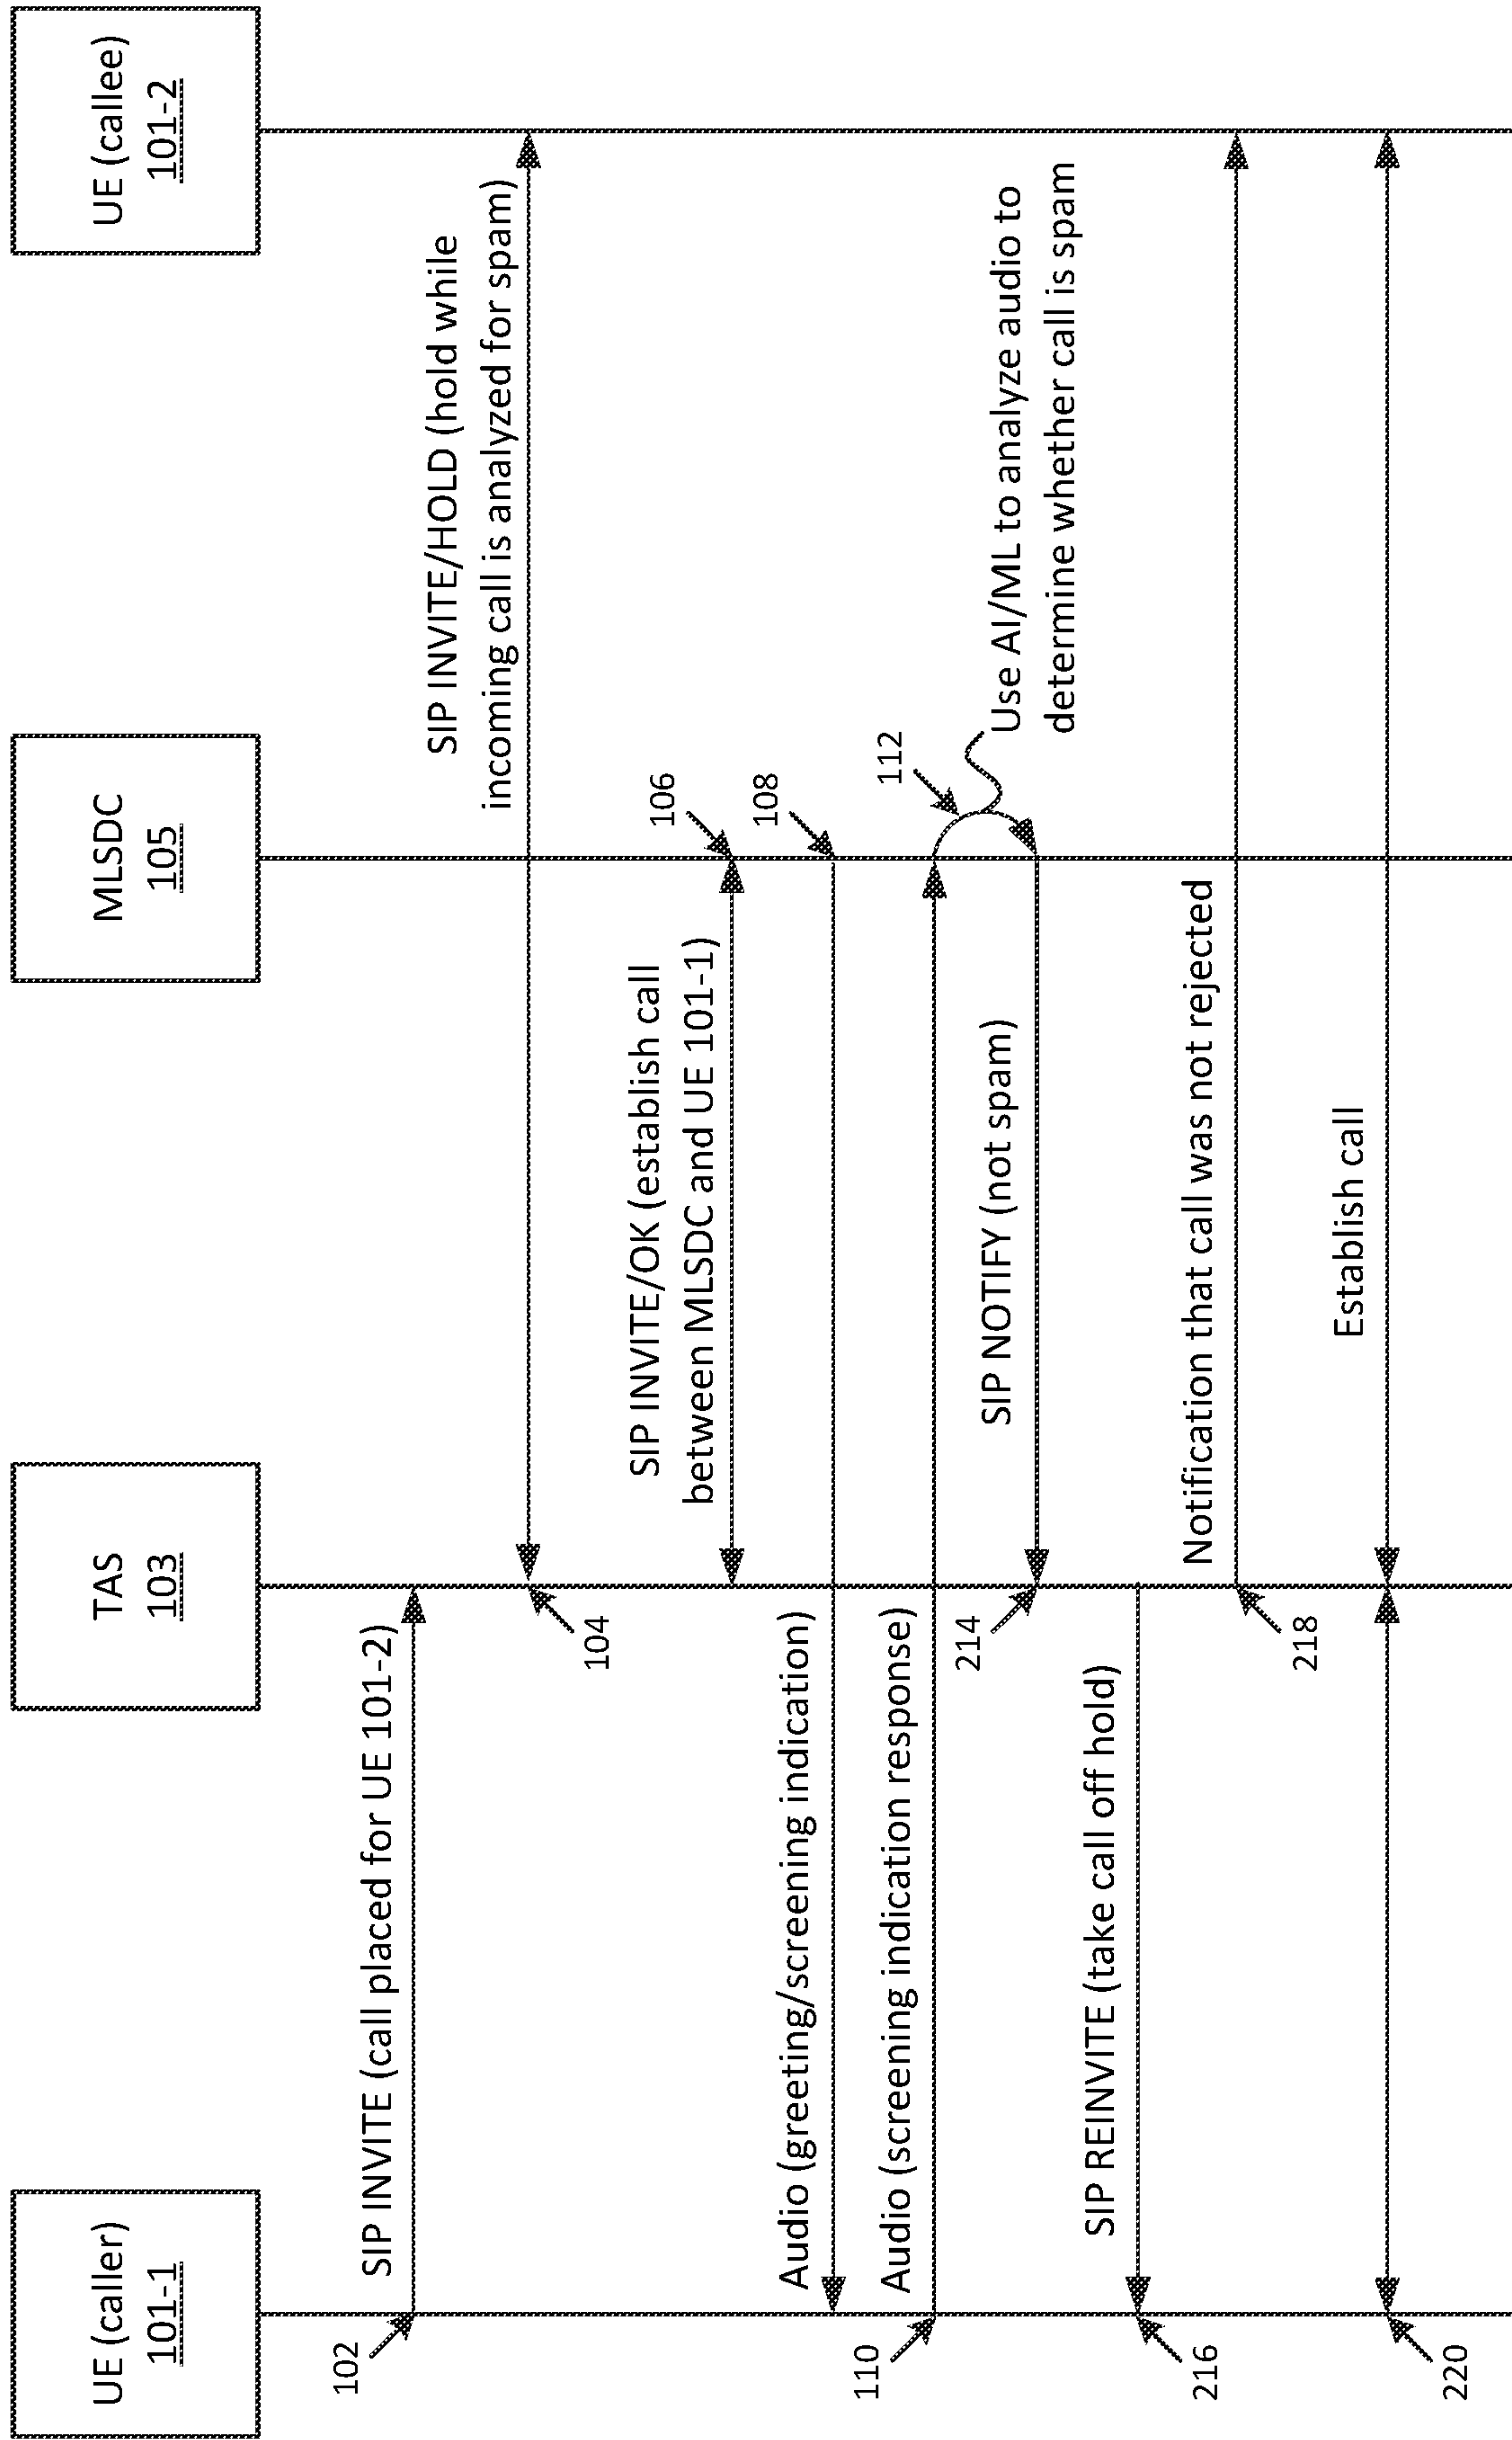 UE (caller)
101-1
TAS
103
MLSDC
105
UE (callee)
101-2
102
SIP INVITE (call placed for UE 101-2)
104
SIP INVITE/HOLD (hold while
incoming call is analyzed for spam)
SIP INVITE/OK (establish call
between MLSDC and UE 101-1)
106
Audio (greeting/screening indication)
108
110
Audio (screening indication response)
112
Use AI/ML to analyze audio to
determine whether call is spam
214
SIP NOTIFY (not spam)
216
SIP REINVITE (take call off hold)
218
Notification that call was not rejected
220
Establish call